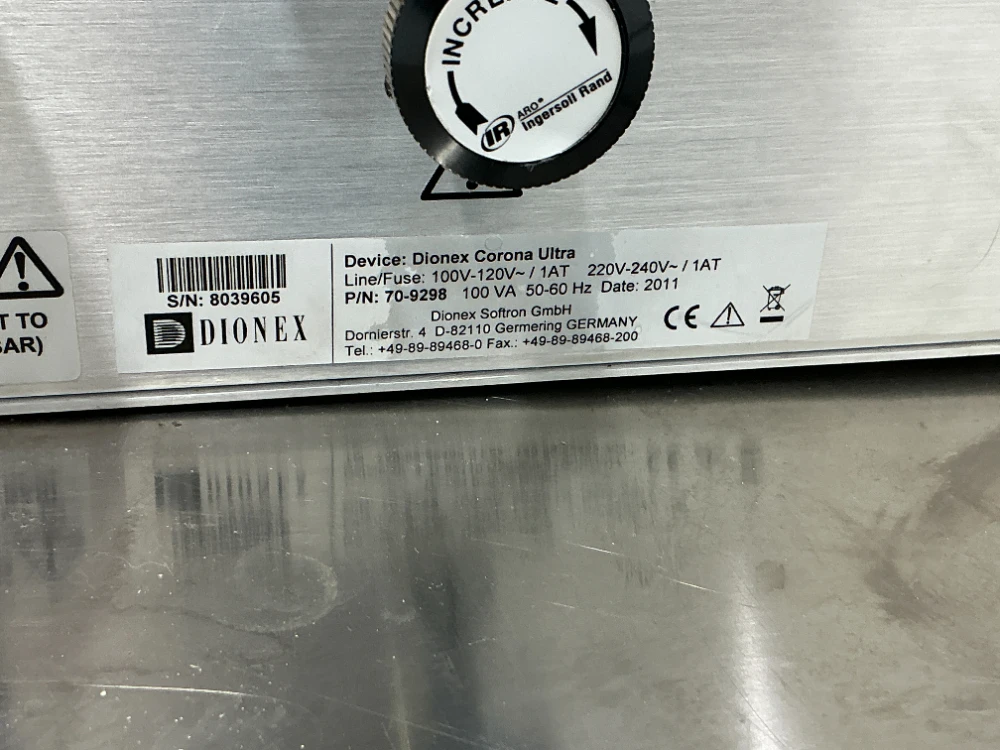 INCRE
ARO®
IR Ingersoll Rand
T TO
BAR)
S/N: 8039605
DIONEX
Device: Dionex Corona Ultra
Line/Fuse: 100V-120V~ / 1AT 220V-240V~ / 1AT
P/N: 70-9298 100 VA 50-60 Hz Date: 2011
Dionex Softron GmbH
Dornierstr. 4 D-82110 Germering GERMANY
Tel.: +49-89-89468-0 Fax.: +49-89-89468-200
CE